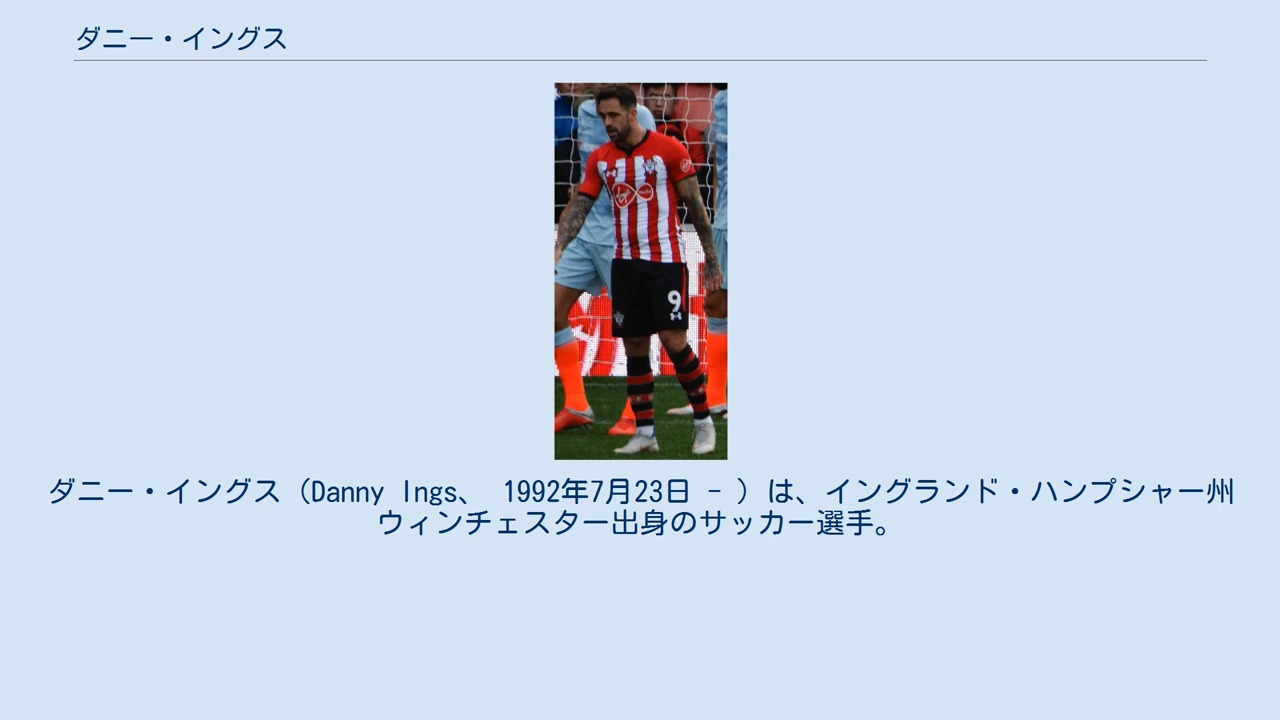 ダニー・イングス
Virgin media
9
ダニー・イングス（Danny Ings、 1992年7月23日 - ）は、イングランド・ハンプシャー州
ウィンチェスター出身のサッカー選手。